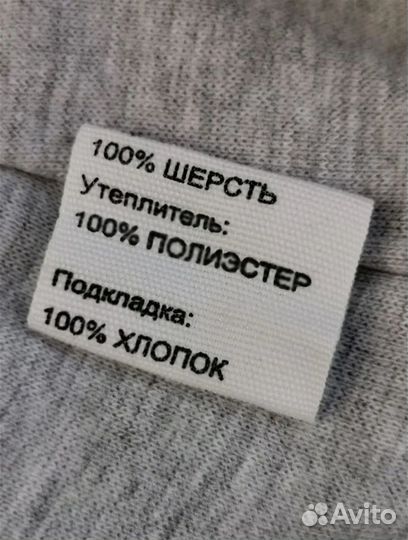 100% ШЕРСТЬ
Утеплитель:
100% ПОЛИЭСТЕР
Подкладка:
100% ХЛОПОК
Avito